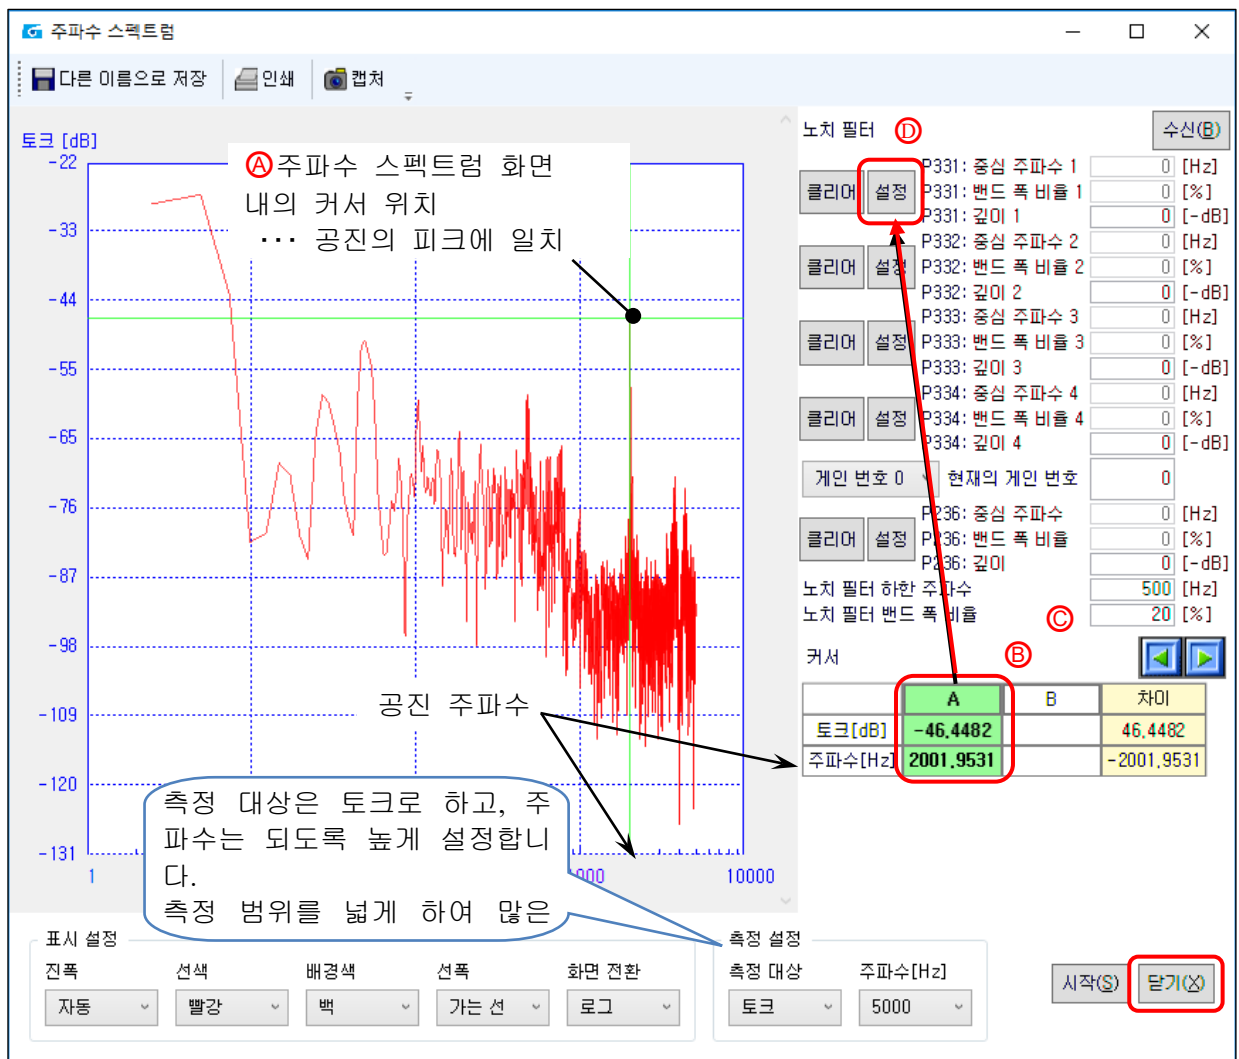 주파수 스펙트럼
다른 이름으로 저장 인쇄 캡처
토크 [dB]
-22
-33
-44
-55
-65
-76
-87
-98
-109
-120
-131
1
10000
Ⓐ주파수 스펙트럼 화면
내의 커서 위치
··· 공진의 피크에 일치
공진 주파수
측정 대상은 토크로 하고, 주
파수는 되도록 높게 설정합니
다.
측정 범위를 넓게 하여 많은
노치 필터 Ⓓ 수신(B)
P331: 중심 주파수 1 0 [Hz]
클리어 설정 P331: 밴드 폭 비율 1 0 [%]
P331: 깊이 1 0 [-dB]
P332: 중심 주파수 2 0 [Hz]
클리어 설정 P332: 밴드 폭 비율 2 0 [%]
P332: 깊이 2 0 [-dB]
P333: 중심 주파수 3 0 [Hz]
클리어 설정 P333: 밴드 폭 비율 3 0 [%]
P333: 깊이 3 0 [-dB]
P334: 중심 주파수 4 0 [Hz]
클리어 설정 P334: 밴드 폭 비율 4 0 [%]
P334: 깊이 4 0 [-dB]
게인 번호 0 현재의 게인 번호 0
P236: 중심 주파수 0 [Hz]
클리어 설정 P236: 밴드 폭 비율 0 [%]
P236: 깊이 0 [-dB]
노치 필터 하한 주파수 500 [Hz]
노치 필터 밴드 폭 비율 Ⓒ 20 [%]
커서 Ⓑ
A B 차이
토크[dB] -46,4482 46,4482
주파수[Hz] 2001,9531 -2001,9531
표시 설정
진폭 선색 배경색 선폭 화면 전환
자동 빨강 백 가는 선 로그
측정 설정
측정 대상 주파수[Hz]
토크 5000
시작(S) 닫기(X)